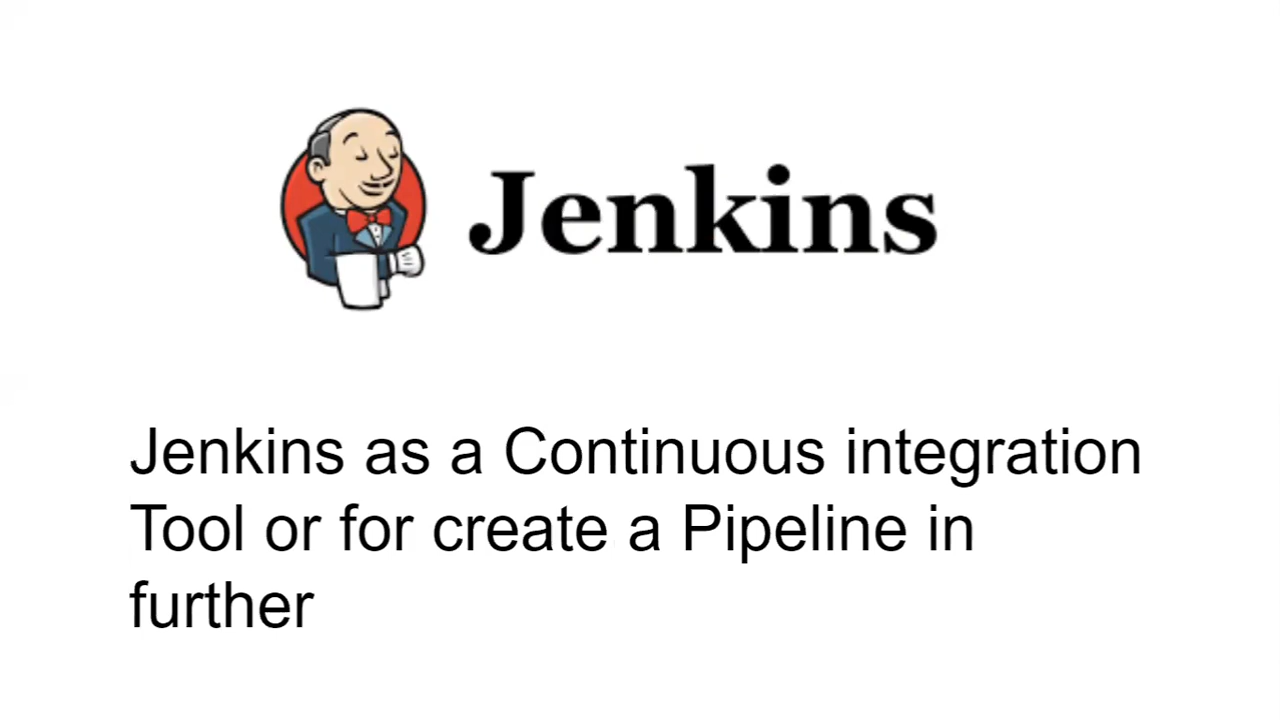 Jenkins
Jenkins as a Continuous integration
Tool or for create a Pipeline in
further